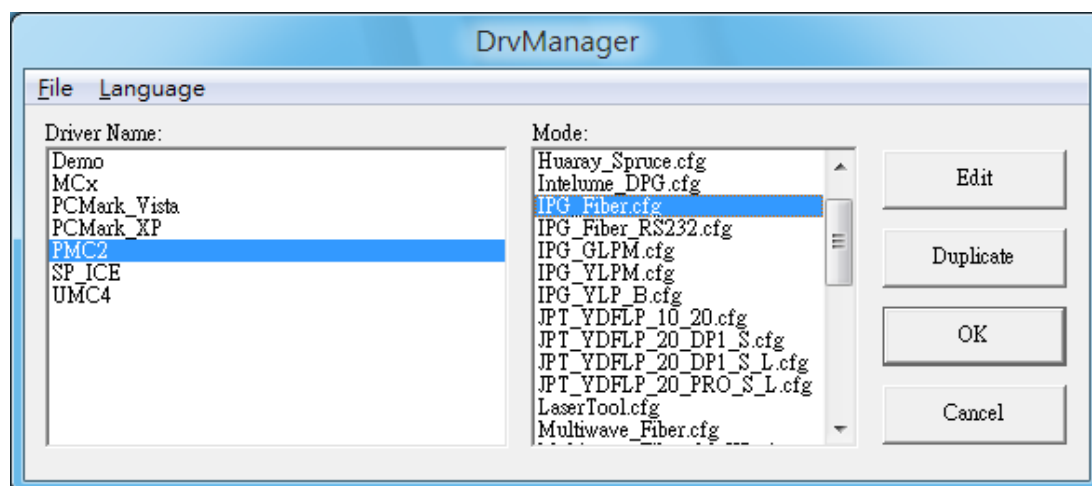 DrvManager
File Language
Driver Name:
Demo
MCx
PCMark_Vista
PCMark_XP
PMC2
SP_ICE
UMC4
Mode:
Huaray_Spruce.cfg
Intelume_DPG.cfg
IPG_Fiber.cfg
IPG_Fiber_RS232.cfg
IPG_GLPM.cfg
IPG_YLPM.cfg
IPG_YLP_B.cfg
JPT_YDFLP_10_20.cfg
JPT_YDFLP_20_DP1_S.cfg
JPT_YDFLP_20_DP1_S_L.cfg
JPT_YDFLP_20_PRO_S_L.cfg
LaserTool.cfg
Multiwave_Fiber.cfg
Edit
Duplicate
OK
Cancel